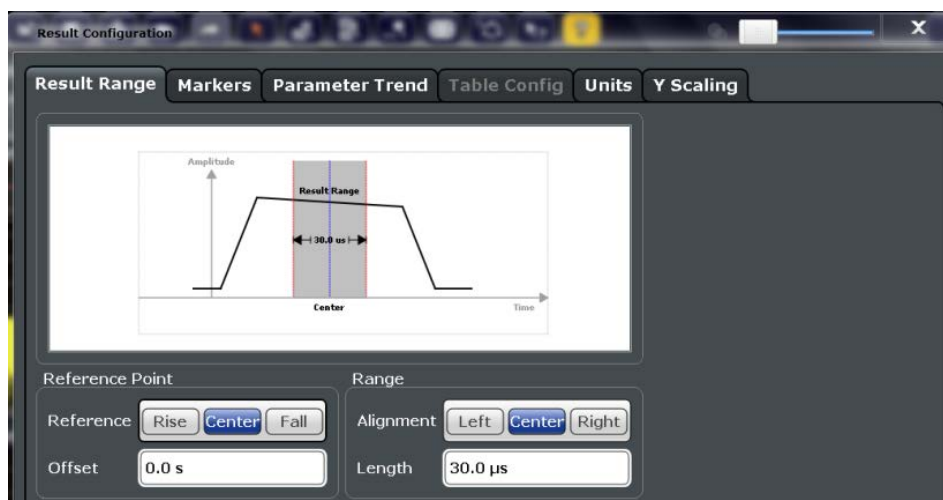 Result Configuration
X
Result Range Markers Parameter Trend Table Config Units Y Scaling
Amplitude
Result Range
30.0 us
Center
Time
Reference Point
Range
Reference Rise Center Fall
Alignment Left Center Right
Offset 0.0 s
Length 30.0 µs